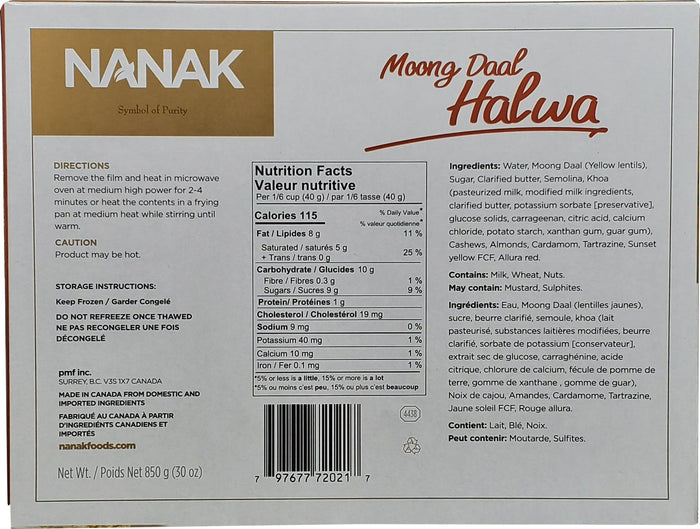 NANAK
Symbol of Purity
Moong Daal
Halwa
DIRECTIONS
Remove the film and heat in microwave
oven at medium high power for 2-4
minutes or heat the contents in a frying
pan at medium heat while stirring until
warm.
CAUTION
Product may be hot.
STORAGE INSTRUCTIONS:
Keep Frozen / Garder Congelé
DO NOT REFREEZE ONCE THAWED
NE PAS RECONGELER UNE FOIS
DÉCONGELÉ
pmf inc.
SURREY, B.C. V3S 1X7 CANADA
MADE IN CANADA FROM DOMESTIC AND
IMPORTED INGREDIENTS
FABRIQUÉ AU CANADA À PARTIR
D'INGREDIËNTS CANADIENS ET
IMPORTÉS
nanakfoods.com
Net Wt. / Poids Net 850 g (30 oz)
Nutrition Facts
Valeur nutritive
Per 1/6 cup (40 g) / par 1/6 tasse (40 g)
Calories 115
% Daily Value*
% valeur quotidienne*
Fat / Lipides 8 g 11 %
Saturated / saturés 5 g
+ Trans / trans 0 g 25 %
Carbohydrate / Glucides 10 g
Fibre / Fibres 0.3 g 1 %
Sugars / Sucres 9 g 9 %
Protein/ Protéines 1 g
Cholesterol / Cholestérol 19 mg
Sodium 9 mg 0 %
Potassium 40 mg 1 %
Calcium 10 mg 1 %
Iron / Fer 0.1 mg 1 %
*5% or less is a little, 15% or more is a lot
*5% ou moins c'est peu, 15% ou plus c'est beaucoup
7 97677 72021 7
4438
Ingredients: Water, Moong Daal (Yellow lentils),
Sugar, Clarified butter, Semolina, Khoa
(pasteurized milk, modified milk ingredients,
clarified butter, potassium sorbate [preservative],
glucose solids, carrageenan, citric acid, calcium
chloride, potato starch, xanthan gum, guar gum),
Cashews, Almonds, Cardamom, Tartrazine, Sunset
yellow FCF, Allura red.
Contains: Milk, Wheat, Nuts.
May contain: Mustard, Sulphites.
Ingrédients: Eau, Moong Daal (lentilles jaunes),
sucre, beurre clarifié, semoule, khoa (lait
pasteurisé, substances laitières modifiées, beurre
clarifié, sorbate de potassium [conservateur],
extrait sec de glucose, carraghénine, acide
citrique, chlorure de calcium, fécule de pomme de
terre, gomme de xanthane , gomme de guar),
Noix de cajou, Amandes, Cardamome, Tartrazine,
Jaune soleil FCF, Rouge allura.
Contient: Lait, Blé, Noix.
Peut contenir: Moutarde, Sulfites.